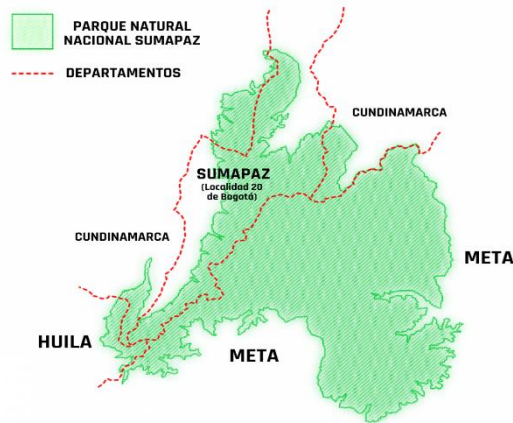 PARQUE NATURAL
NACIONAL SUMAPAZ
DEPARTAMENTOS
CUNDINAMARCA
SUMAPAZ
(Localidad 20
de Bogotá)
CUNDINAMARCA
META
HUILA
META